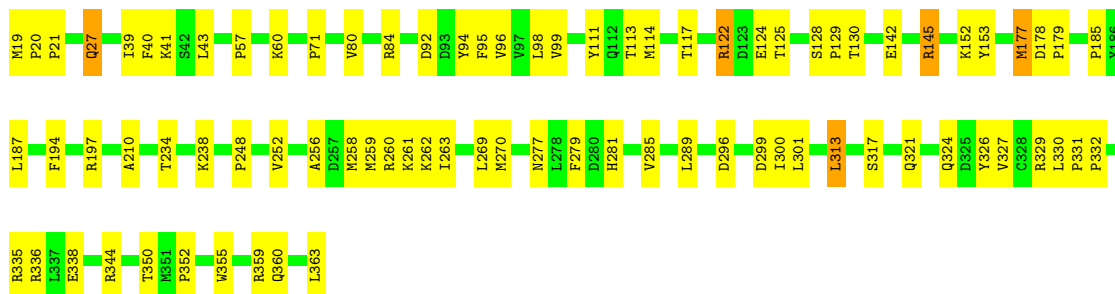 M19 P20 P21 Q27 I39 F40 K41 S42 L43 P57 K60 P71 V80 R84 D92 D93 Y94 F95 V96 V97 L98 V99 Y111 Q112 T113 M114 T117 R122 D123 E124 T125 S128 P129 T130 E142 R145 K152 Y153 M177 D178 P179 P185 Y186
L187 F194 R197 A210 T234 K238 P248 V252 A256 D257 M258 M259 R260 K261 K262 I263 L269 M270 N277 L278 F279 D280 H281 V285 L289 D296 D299 I300 L301 L313 S317 Q321 Q324 D325 Y326 V327 C328 R329 L330 P331 P332
R335 R336 L337 E338 R344 T350 M351 P352 W355 R359 Q360 L363